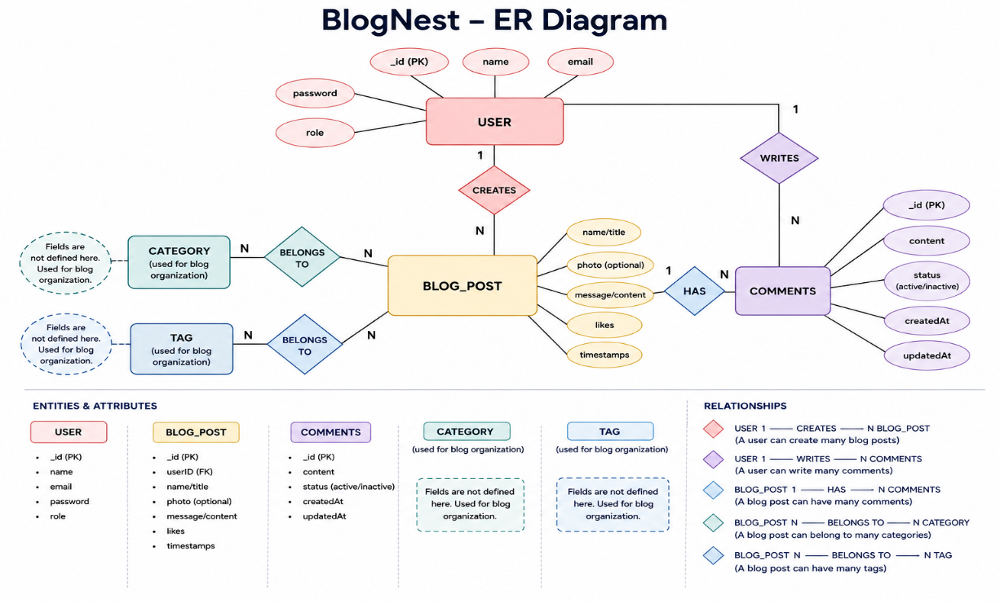 BlogNest – ER Diagram
_id (PK)
name
email
password
role
USER
1
1
WRITES
CREATES
N
N
CATEGORY
(used for blog
organization)
Fields are
not defined here.
Used for blog
organization.
N
BELONGS
TO
N
BLOG_POST
name/title
photo (optional)
message/content
likes
timestamps
1
HAS
N
COMMENTS
_id (PK)
content
status
(active/inactive)
createdAt
updatedAt
Fields are
not defined here.
Used for blog
organization.
TAG
(used for blog
organization)
N
BELONGS
TO
N
ENTITIES & ATTRIBUTES
USER
• _id (PK)
• name
• email
• password
• role
BLOG_POST
• _id (PK)
• userID (FK)
• name/title
• photo (optional)
• message/content
• likes
• timestamps
COMMENTS
• _id (PK)
• content
• status (active/inactive)
• createdAt
• updatedAt
CATEGORY
(used for blog organization)
Fields are not defined
here. Used for blog
organization.
TAG
(used for blog organization)
Fields are not defined
here. Used for blog
organization.
RELATIONSHIPS
USER 1 —— CREATES ——→ N BLOG_POST
(A user can create many blog posts)
USER 1 —— WRITES ——→ N COMMENTS
(A user can write many comments)
BLOG_POST 1 —— HAS ——→ N COMMENTS
(A blog post can have many comments)
BLOG_POST N —— BELONGS TO ——→ N CATEGORY
(A blog post can belong to many categories)
BLOG_POST N —— BELONGS TO ——→ N TAG
(A blog post can have many tags)